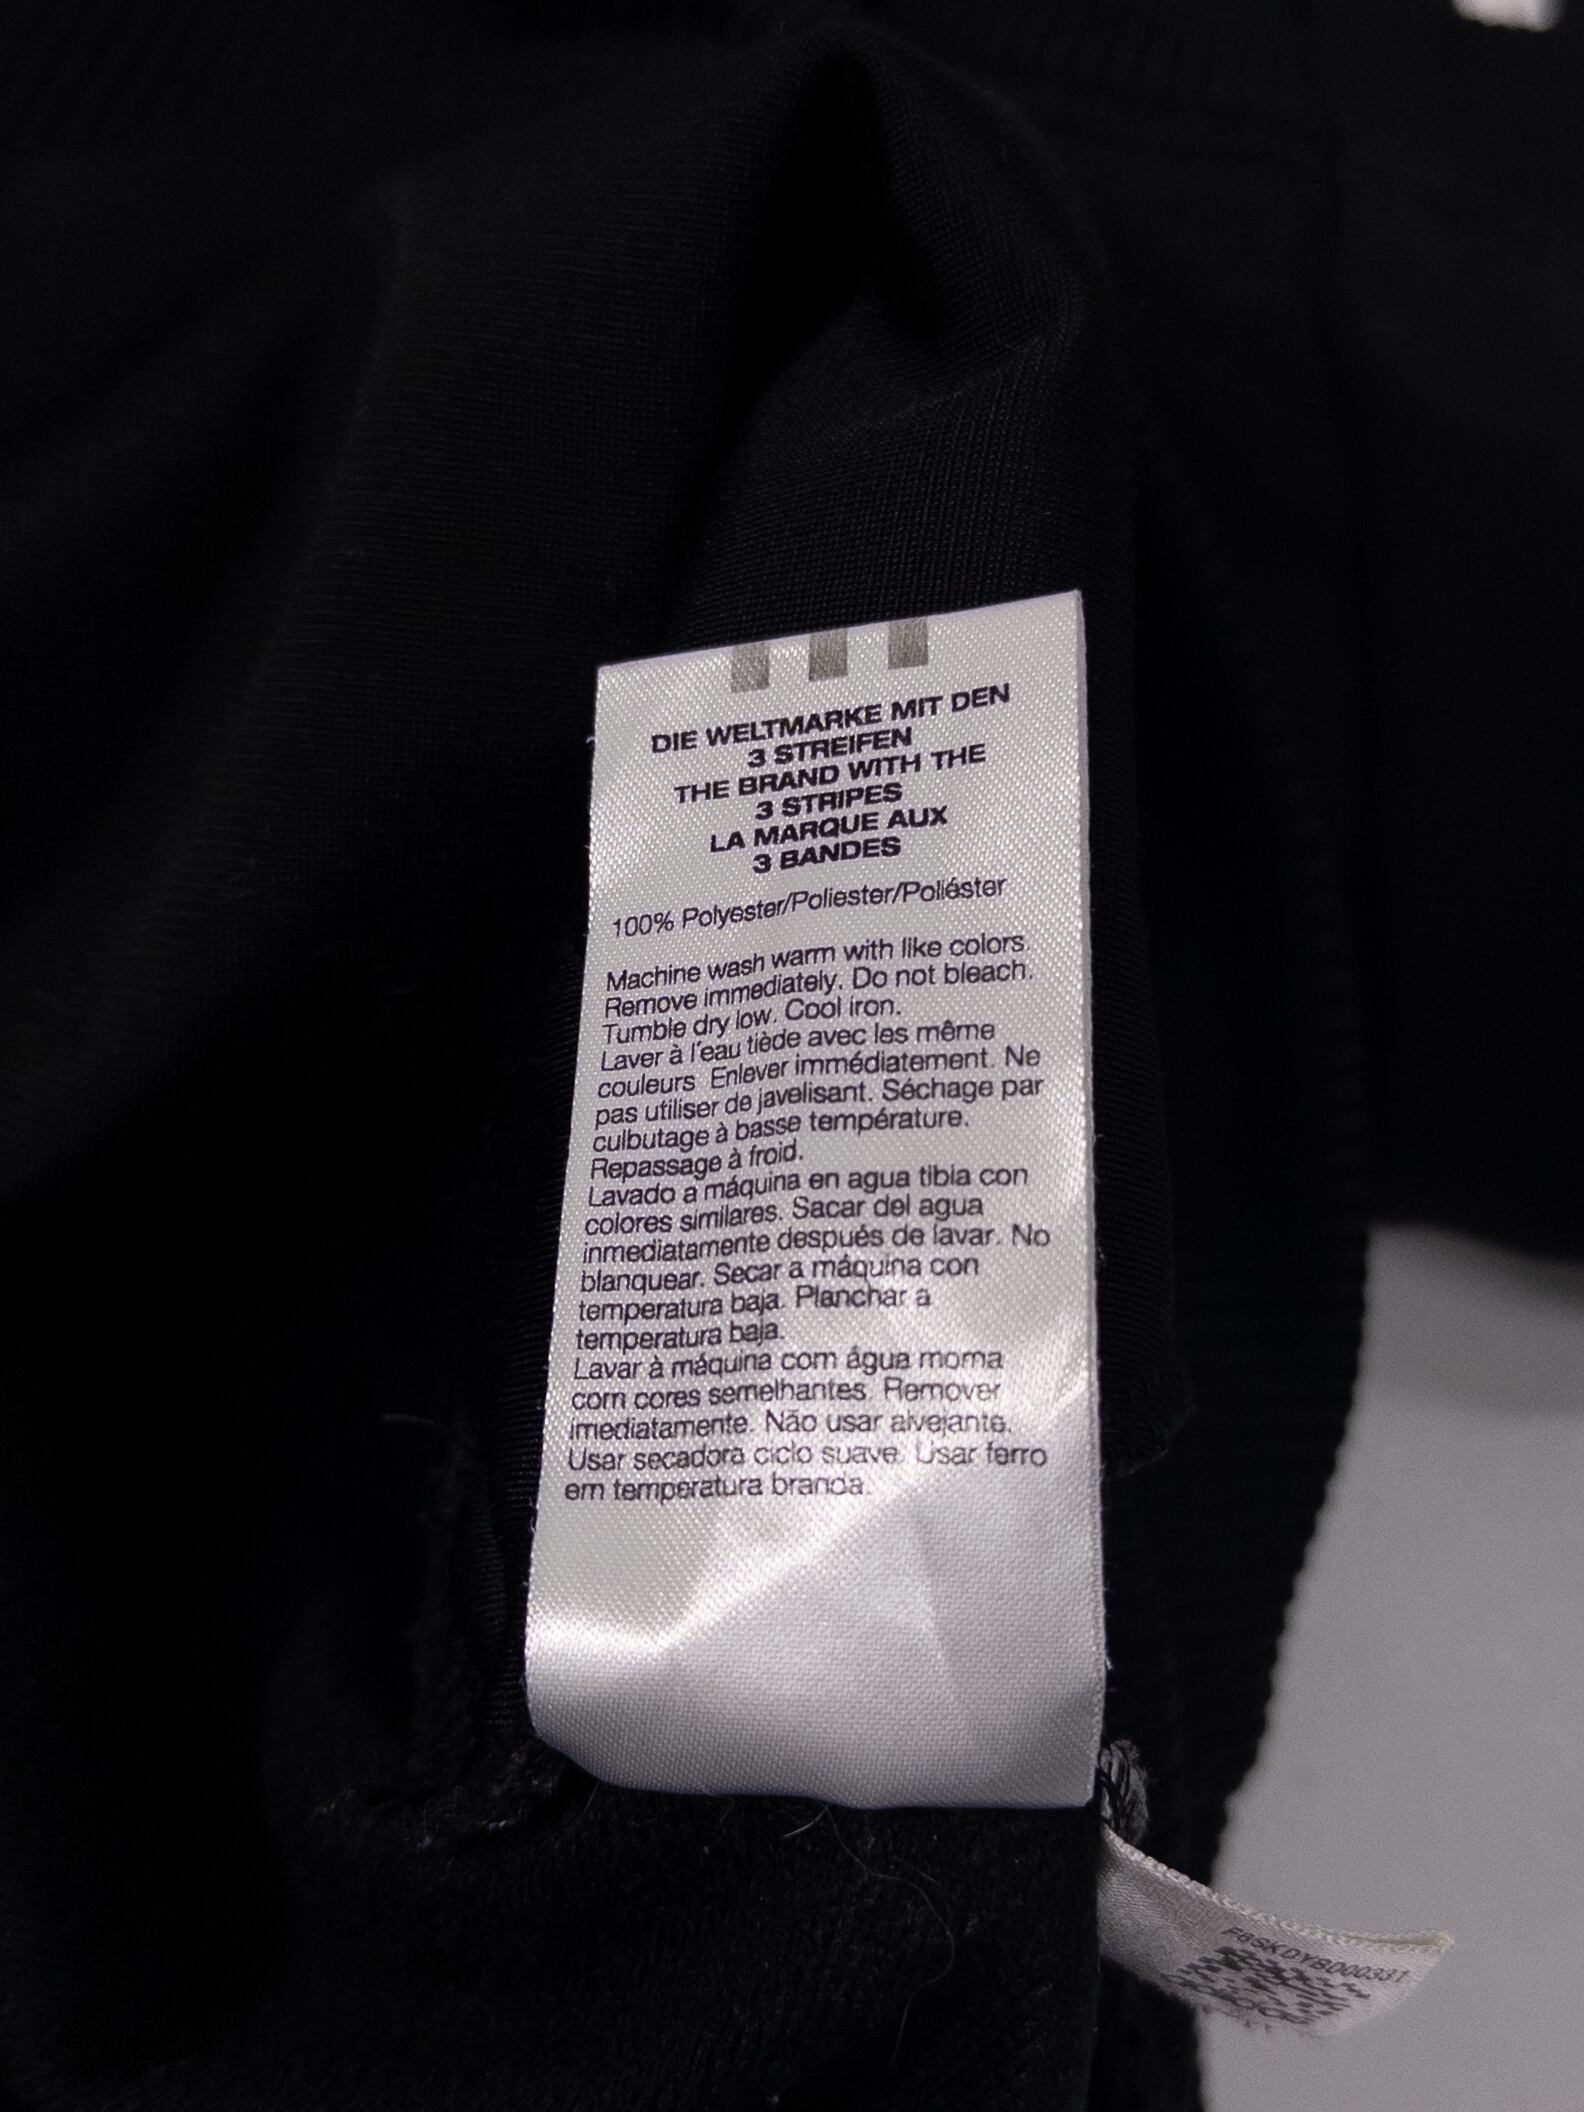 DIE WELTMARKE MIT DEN
3 STREIFEN
THE BRAND WITH THE
3 STRIPES
LA MARQUE AUX
3 BANDES
100% Polyester/Poliester/Poliéster
Machine wash warm with like colors.
Remove immediately. Do not bleach.
Tumble dry low. Cool iron.
Laver à l'eau tiède avec les même
couleurs Enlever immédiatement. Ne
pas utiliser de javelisant. Séchage par
culbutage à basse température.
Repassage à froid.
Lavado a máquina en agua tibia con
colores similares. Sacar del agua
inmediatamente después de lavar. No
blanquear. Secar a máquina con
temperatura baja. Planchar a
temperatura baja.
Lavar à máquina com água morna
com cores semelhantes. Remover
imediatamente. Não usar alvejante.
Usar secadora ciclo suave. Usar ferro
em temperatura branda.
adidas